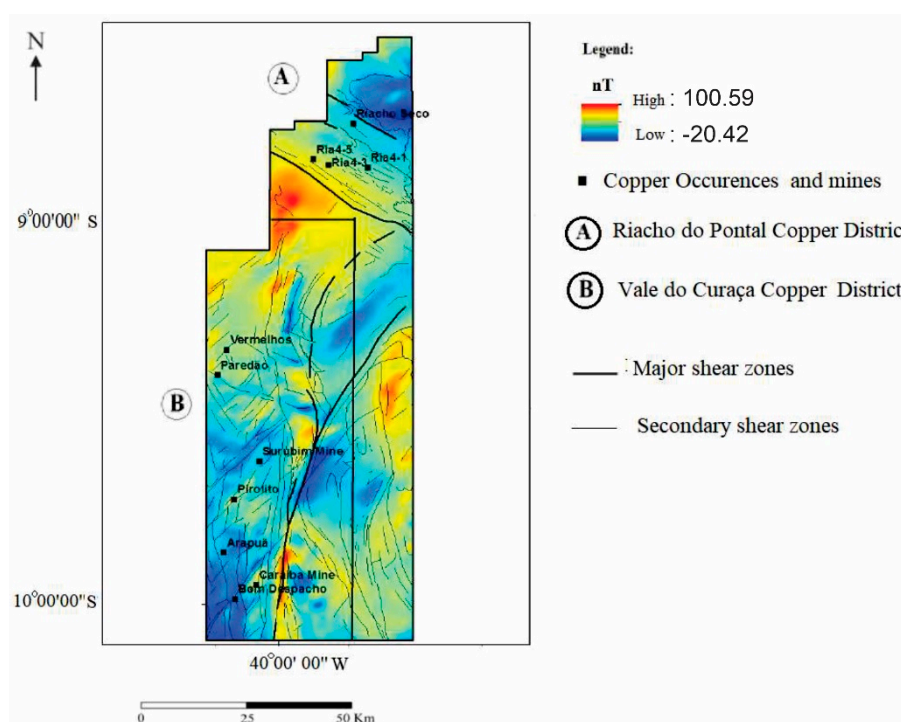 N
A
Riacho Seco
Ria4-5
Ria4-3
Ria4-1
9°00'00" S
Vermelhos
Paredão
B
Surubim Mine
Pirolito
Arapuá
Caraiba Mine
Bom Despacho
10°00'00"S
40°00' 00" W
0 25 50 Km
Legend:
nT
High : 100.59
Low : -20.42
Copper Occurences and mines
A Riacho do Pontal Copper Distric
B Vale do Curaça Copper District
: Major shear zones
Secondary shear zones